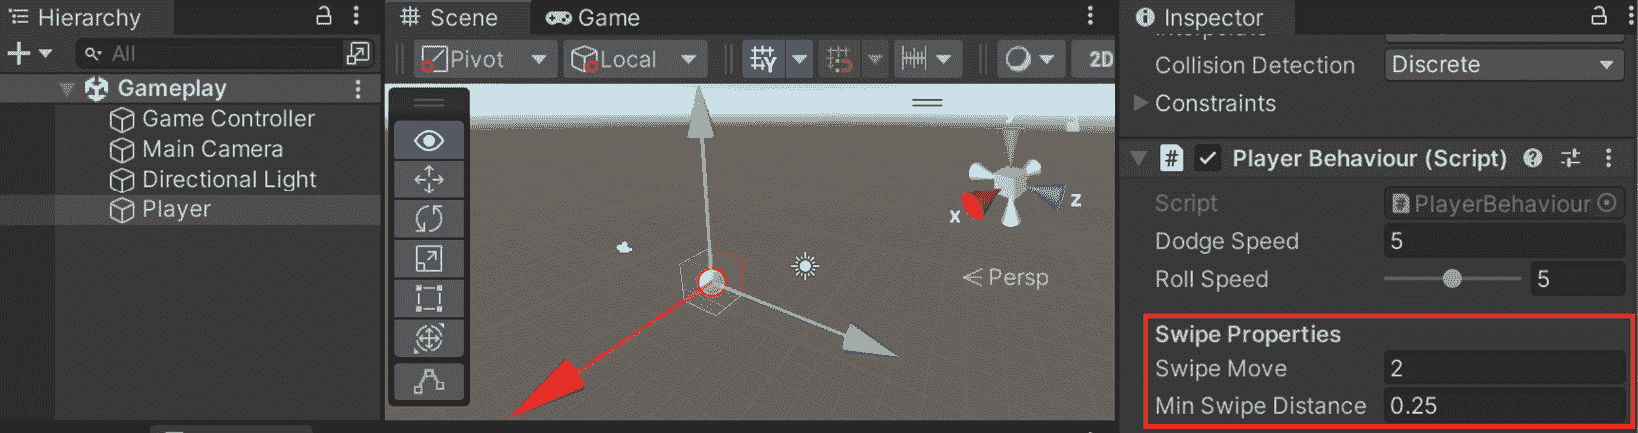 Hierarchy
All
Gameplay
Game Controller
Main Camera
Directional Light
Player
Scene
Game
Pivot
Local
2D
y
x
z
Persp
Inspector
Interpolate
Collision Detection
Discrete
Constraints
# Player Behaviour (Script)
Script
PlayerBehaviour
Dodge Speed
5
Roll Speed
5
Swipe Properties
Swipe Move
2
Min Swipe Distance
0.25